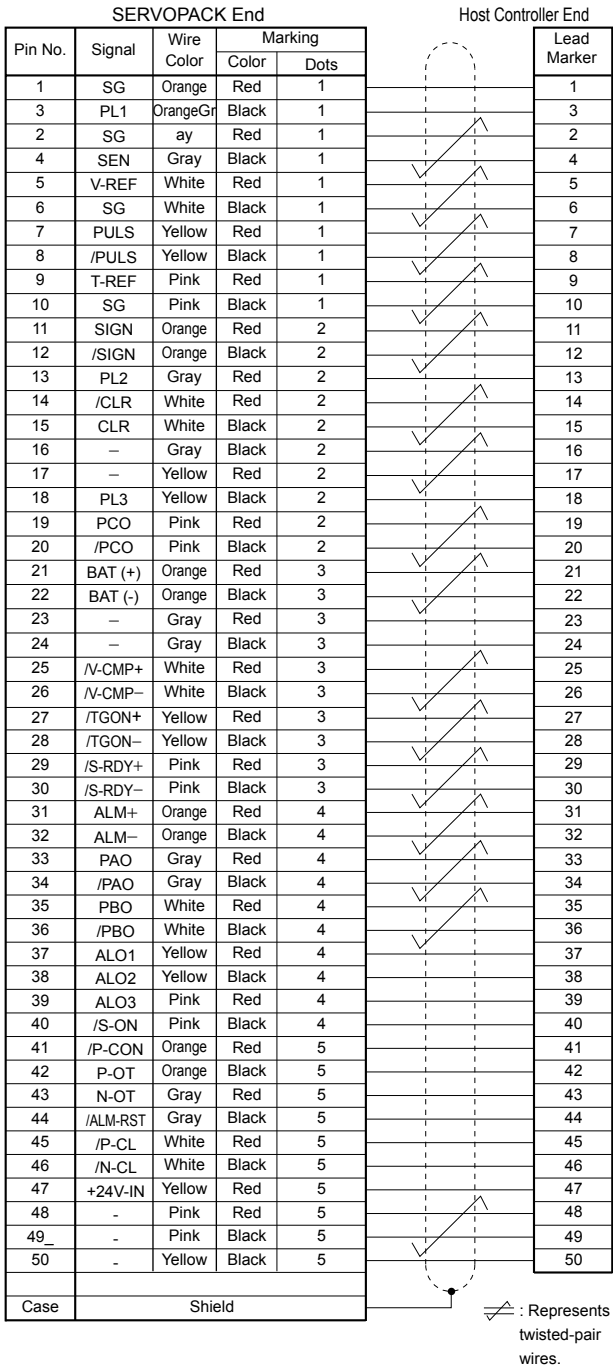 SERVOPACK End Host Controller End
Pin No. Signal Wire Color Marking Lead Marker
Color Dots
1 SG Orange Red 1 1
3 PL1 OrangeGr Black 1 3
2 SG ay Red 1 2
4 SEN Gray Black 1 4
5 V-REF White Red 1 5
6 SG White Black 1 6
7 PULS Yellow Red 1 7
8 /PULS Yellow Black 1 8
9 T-REF Pink Red 1 9
10 SG Pink Black 1 10
11 SIGN Orange Red 2 11
12 /SIGN Orange Black 2 12
13 PL2 Gray Red 2 13
14 /CLR White Red 2 14
15 CLR White Black 2 15
16 − Gray Black 2 16
17 − Yellow Red 2 17
18 PL3 Yellow Black 2 18
19 PCO Pink Red 2 19
20 /PCO Pink Black 2 20
21 BAT (+) Orange Red 3 21
22 BAT (-) Orange Black 3 22
23 − Gray Red 3 23
24 − Gray Black 3 24
25 /V-CMP+ White Red 3 25
26 /V-CMP− White Black 3 26
27 /TGON+ Yellow Red 3 27
28 /TGON− Yellow Black 3 28
29 /S-RDY+ Pink Red 3 29
30 /S-RDY− Pink Black 3 30
31 ALM+ Orange Red 4 31
32 ALM− Orange Black 4 32
33 PAO Gray Red 4 33
34 /PAO Gray Black 4 34
35 PBO White Red 4 35
36 /PBO White Black 4 36
37 ALO1 Yellow Red 4 37
38 ALO2 Yellow Black 4 38
39 ALO3 Pink Red 4 39
40 /S-ON Pink Black 4 40
41 /P-CON Orange Red 5 41
42 P-OT Orange Black 5 42
43 N-OT Gray Red 5 43
44 /ALM-RST Gray Black 5 44
45 /P-CL White Red 5 45
46 /N-CL White Black 5 46
47 +24V-IN Yellow Red 5 47
48 - Pink Red 5 48
49_ - Pink Black 5 49
50 - Yellow Black 5 50
Case Shield
: Represents
twisted-pair
wires.